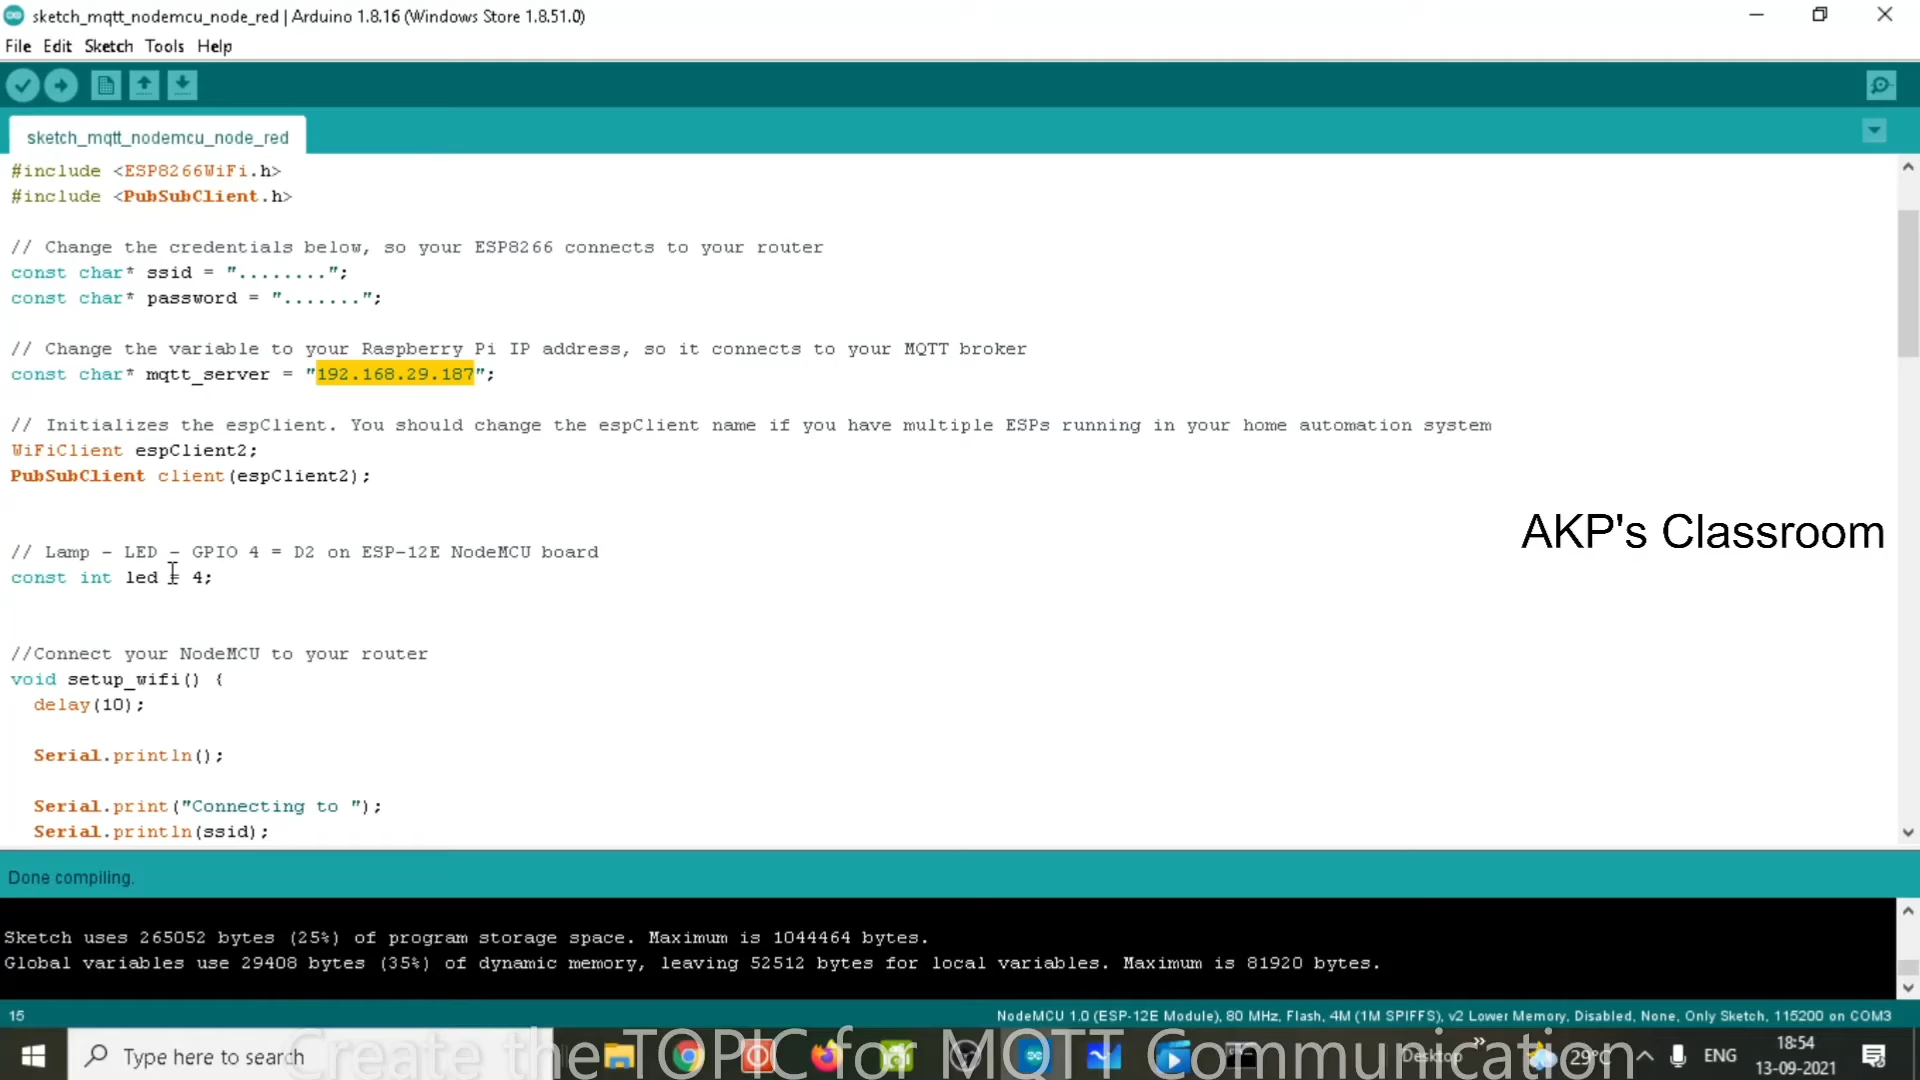 sketch_mqtt_nodemcu_node_red | Arduino 1.8.16 (Windows Store 1.8.51.0)
File Edit Sketch Tools Help
sketch_mqtt_nodemcu_node_red
#include <ESP8266WiFi.h>
#include <PubSubClient.h>
// Change the credentials below, so your ESP8266 connects to your router
const char* ssid = "........";
const char* password = ".......";
// Change the variable to your Raspberry Pi IP address, so it connects to your MQTT broker
const char* mqtt_server = "192.168.29.187";
// Initializes the espClient. You should change the espClient name if you have multiple ESPs running in your home automation system
WiFiClient espClient2;
PubSubClient client(espClient2);
AKP's Classroom
// Lamp - LED - GPIO 4 = D2 on ESP-12E NodeMCU board
const int led = 4;
//Connect your NodeMCU to your router
void setup_wifi() {
delay(10);
Serial.println();
Serial.print("Connecting to ");
Serial.println(ssid);
Done compiling.
Sketch uses 265052 bytes (25%) of program storage space. Maximum is 1044464 bytes.
Global variables use 29408 bytes (35%) of dynamic memory, leaving 52512 bytes for local variables. Maximum is 81920 bytes.
15
NodeMCU 1.0 (ESP-12E Module), 80 MHz, Flash, 4M (1M SPIFFS), v2 Lower Memory, Disabled, None, Only Sketch, 115200 on COM3
Create the TOPIC for MQTT Communication
Type here to search
Desktop
29°C
ENG
18:54
13-09-2021